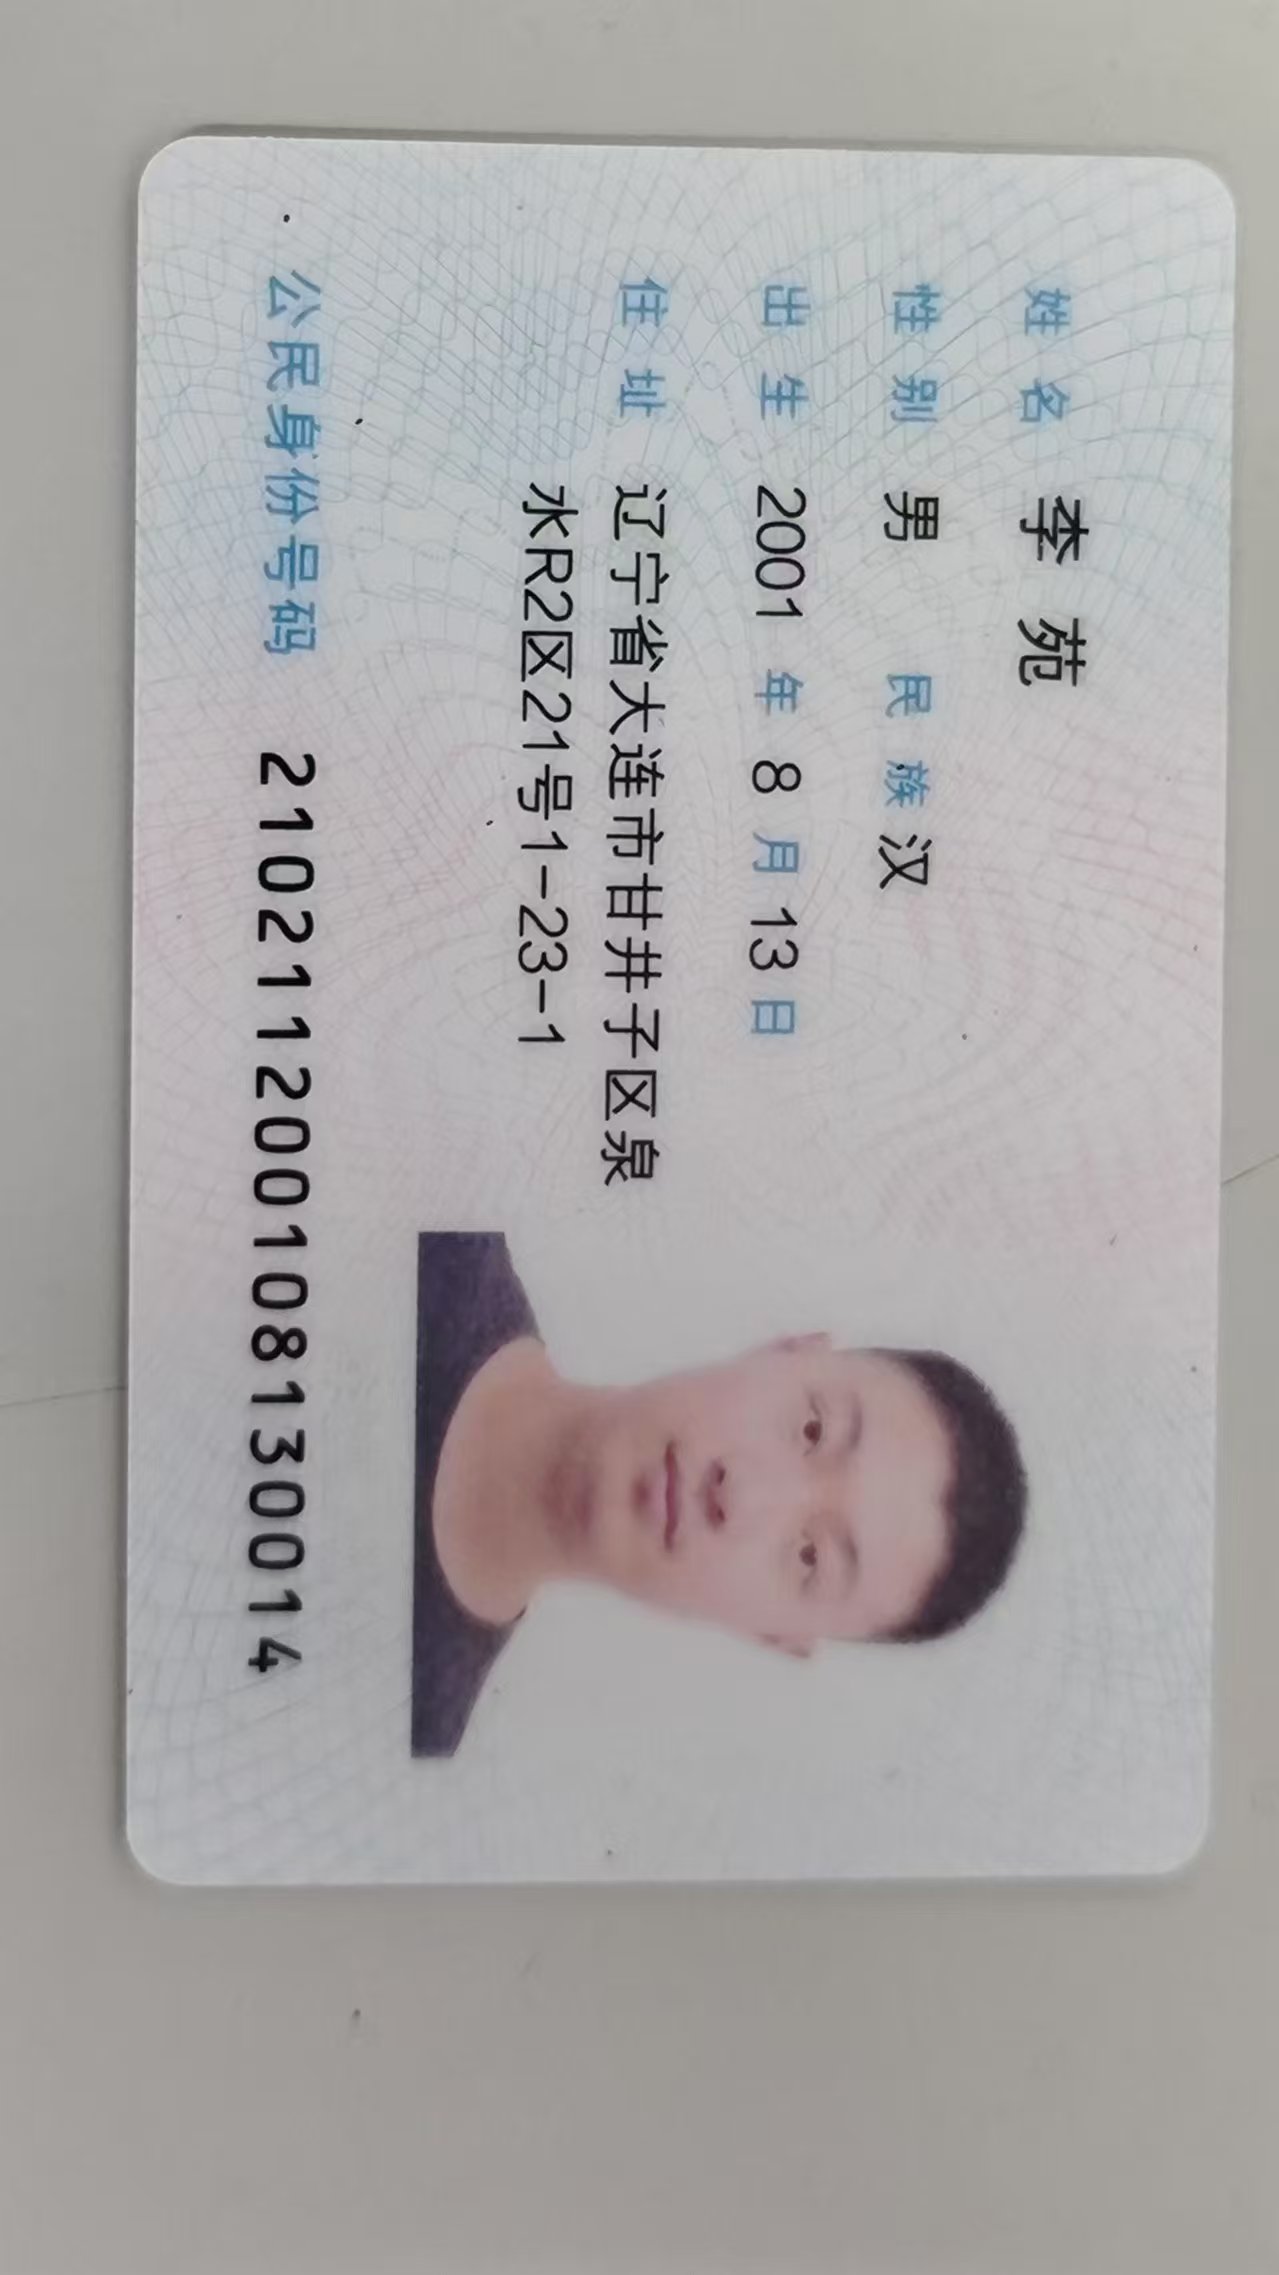 姓名 李苑
性别 男 民族 汉
出生 2001 年 8 月 13 日
住址 辽宁省大连市甘井子区泉
水R2区21号1-23-1
公民身份号码 210211200108130014